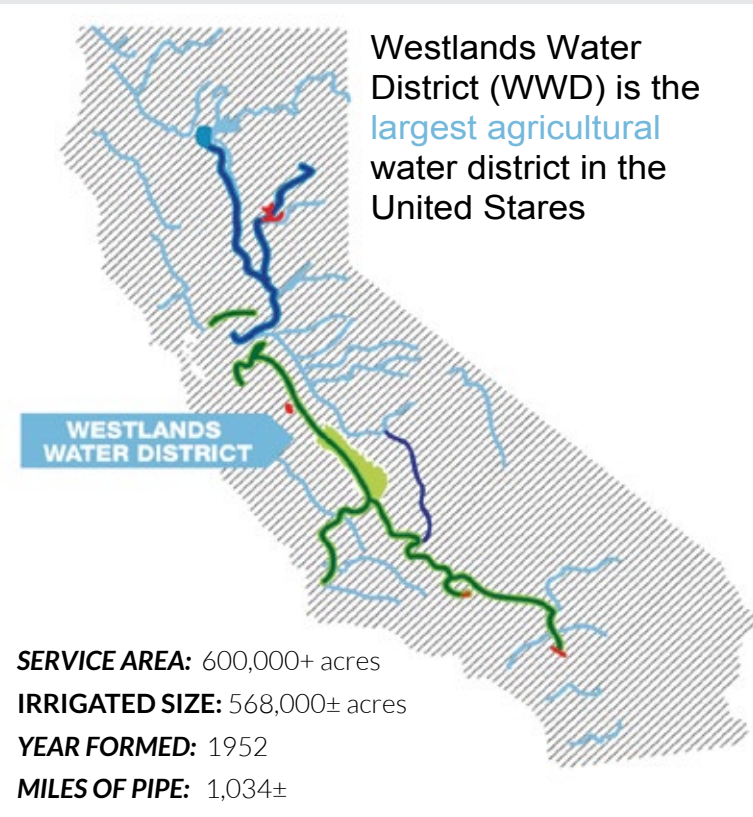 Westlands Water
District (WWD) is the
largest agricultural
water district in the
United Stares
WESTLANDS
WATER DISTRICT
SERVICE AREA: 600,000+ acres
IRRIGATED SIZE: 568,000± acres
YEAR FORMED: 1952
MILES OF PIPE: 1,034±